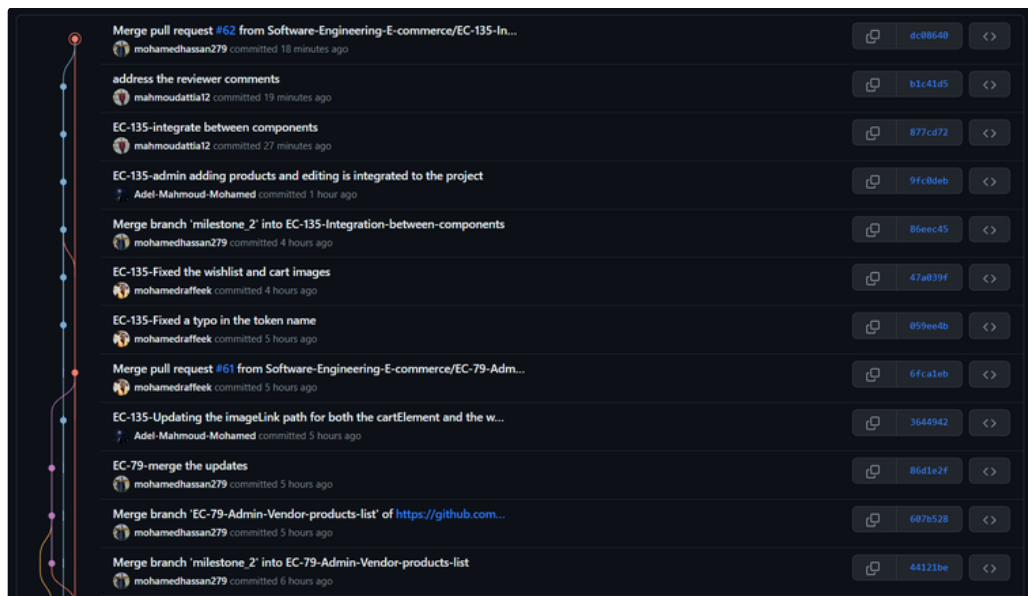 Merge pull request #62 from Software-Engineering-E-commerce/EC-135-In...
mohamedhassan279 committed 18 minutes ago
dc08640
address the reviewer comments
mahmoudattia12 committed 19 minutes ago
b1c41d5
EC-135-integrate between components
mahmoudattia12 committed 27 minutes ago
877cd72
EC-135-admin adding products and editing is integrated to the project
Adel-Mahmoud-Mohamed committed 1 hour ago
9fc0deb
Merge branch 'milestone_2' into EC-135-Integration-between-components
mohamedhassan279 committed 4 hours ago
86eec45
EC-135-Fixed the wishlist and cart images
mohamedraffeek committed 4 hours ago
47a039f
EC-135-Fixed a typo in the token name
mohamedraffeek committed 5 hours ago
059ee4b
Merge pull request #61 from Software-Engineering-E-commerce/EC-79-Adm...
mohamedraffeek committed 5 hours ago
6fca1eb
EC-135-Updating the imageLink path for both the cartElement and the w...
Adel-Mahmoud-Mohamed committed 5 hours ago
3644942
EC-79-merge the updates
mohamedhassan279 committed 5 hours ago
86d1e2f
Merge branch 'EC-79-Admin-Vendor-products-list' of https://github.com...
mohamedhassan279 committed 5 hours ago
607b528
Merge branch 'milestone_2' into EC-79-Admin-Vendor-products-list
mohamedhassan279 committed 6 hours ago
44121be